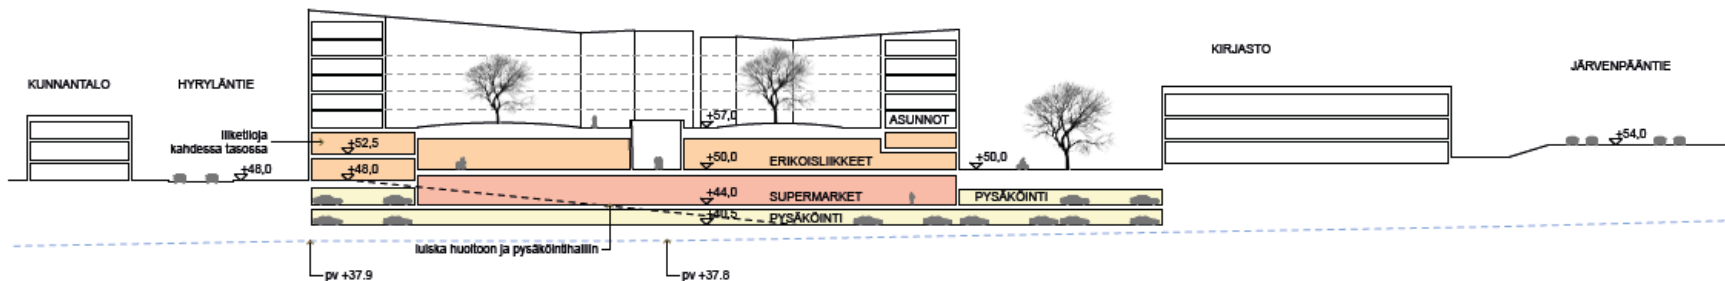 KIRJASTO
JÄRVENPÄÄNTIE
KUNNANTALO
HYRYLÄNTIE
+57,0
ASUNNOT
liiketiloja
kahdessa tasossa
+52,5
+54,0
+48,0
+48,0
+50,0
ERIKOISLIIKKEET
+50,0
+44,0
SUPERMARKET
PYSÄKÖINTI
+40,5
PYSÄKÖINTI
luiska huoltoon ja pysäköintihalliin
pv +37.9
pv +37.8